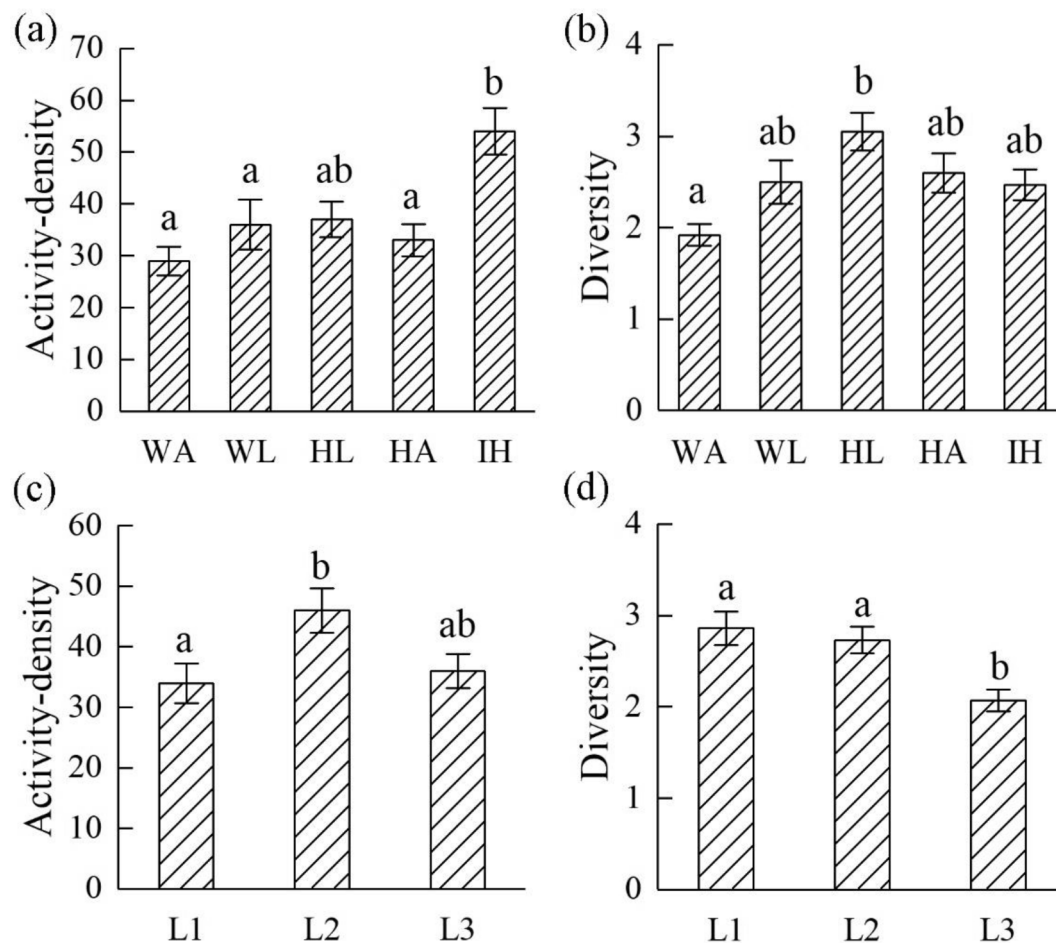 (a)
Activity-density
70
60
50
40
30
20
10
0
a
a
ab
a
b
WA WL HL HA IH
(b)
Diversity
4
3
2
1
0
a
ab
b
ab
ab
WA WL HL HA IH
(c)
Activity-density
60
50
40
30
20
10
0
a
b
ab
L1 L2 L3
(d)
Diversity
4
3
2
1
0
a
a
b
L1 L2 L3